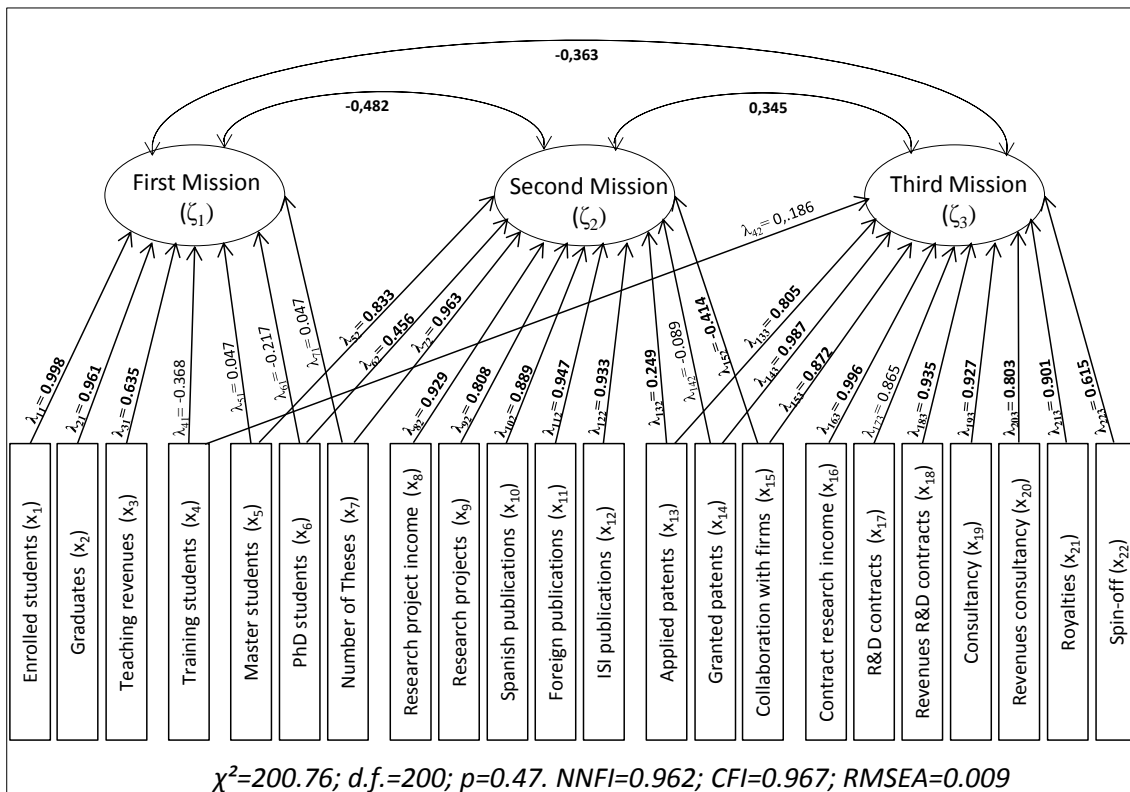 -0,363
-0,482
0,345
First Mission
(ζ1)
Second Mission
(ζ2)
Third Mission
(ζ3)
λ11= 0.998
λ21= 0.961
λ31= 0.635
λ41= -0.368
λ51= 0.047
λ61= -0.217
λ71= 0.047
λ52= 0.833
λ62= 0.456
λ72= 0.963
λ82= 0.929
λ92= 0.808
λ102= 0.889
λ112= 0.947
λ122= 0.933
λ132= 0.249
λ142= -0.089
λ152= -0.414
λ42= 0,.186
λ133= 0.805
λ143= 0.987
λ153= 0.872
λ163= 0.996
λ173= 0.865
λ183= 0.935
λ193= 0.927
λ203= 0.803
λ213= 0.901
λ223= 0.615
Enrolled students (x1)
Graduates (x2)
Teaching revenues (x3)
Training students (x4)
Master students (x5)
PhD students (x6)
Number of Theses (x7)
Research project income (x8)
Research projects (x9)
Spanish publications (x10)
Foreign publications (x11)
ISI publications (x12)
Applied patents (x13)
Granted patents (x14)
Collaboration with firms (x15)
Contract research income (x16)
R&D contracts (x17)
Revenues R&D contracts (x18)
Consultancy (x19)
Revenues consultancy (x20)
Royalties (x21)
Spin-off (x22)
χ²=200.76; d.f.=200; p=0.47. NNFI=0.962; CFI=0.967; RMSEA=0.009